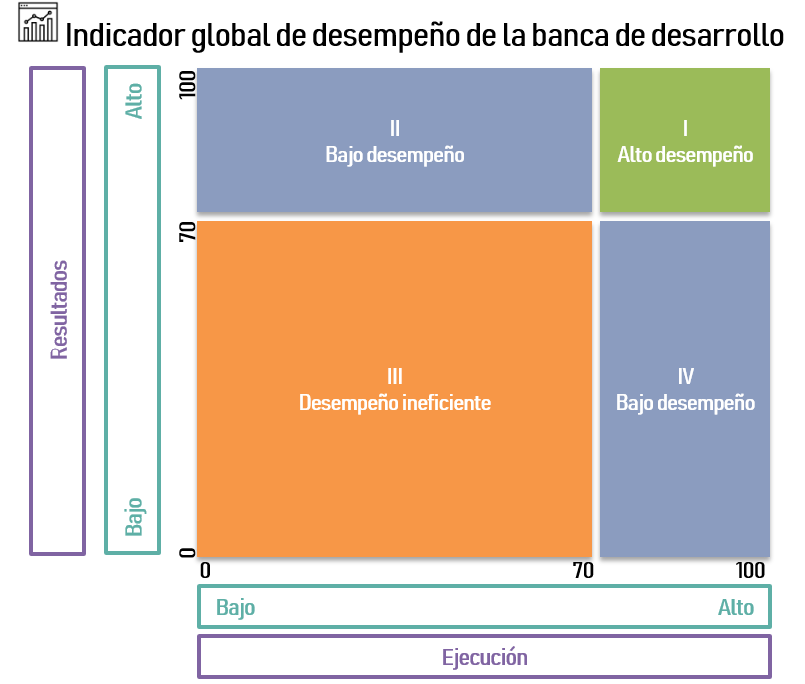 Indicador global de desempeño de la banca de desarrollo
Resultados
Alto
Bajo
100
70
0
II
Bajo desempeño
I
Alto desempeño
III
Desempeño ineficiente
IV
Bajo desempeño
0
70
100
Bajo
Alto
Ejecución